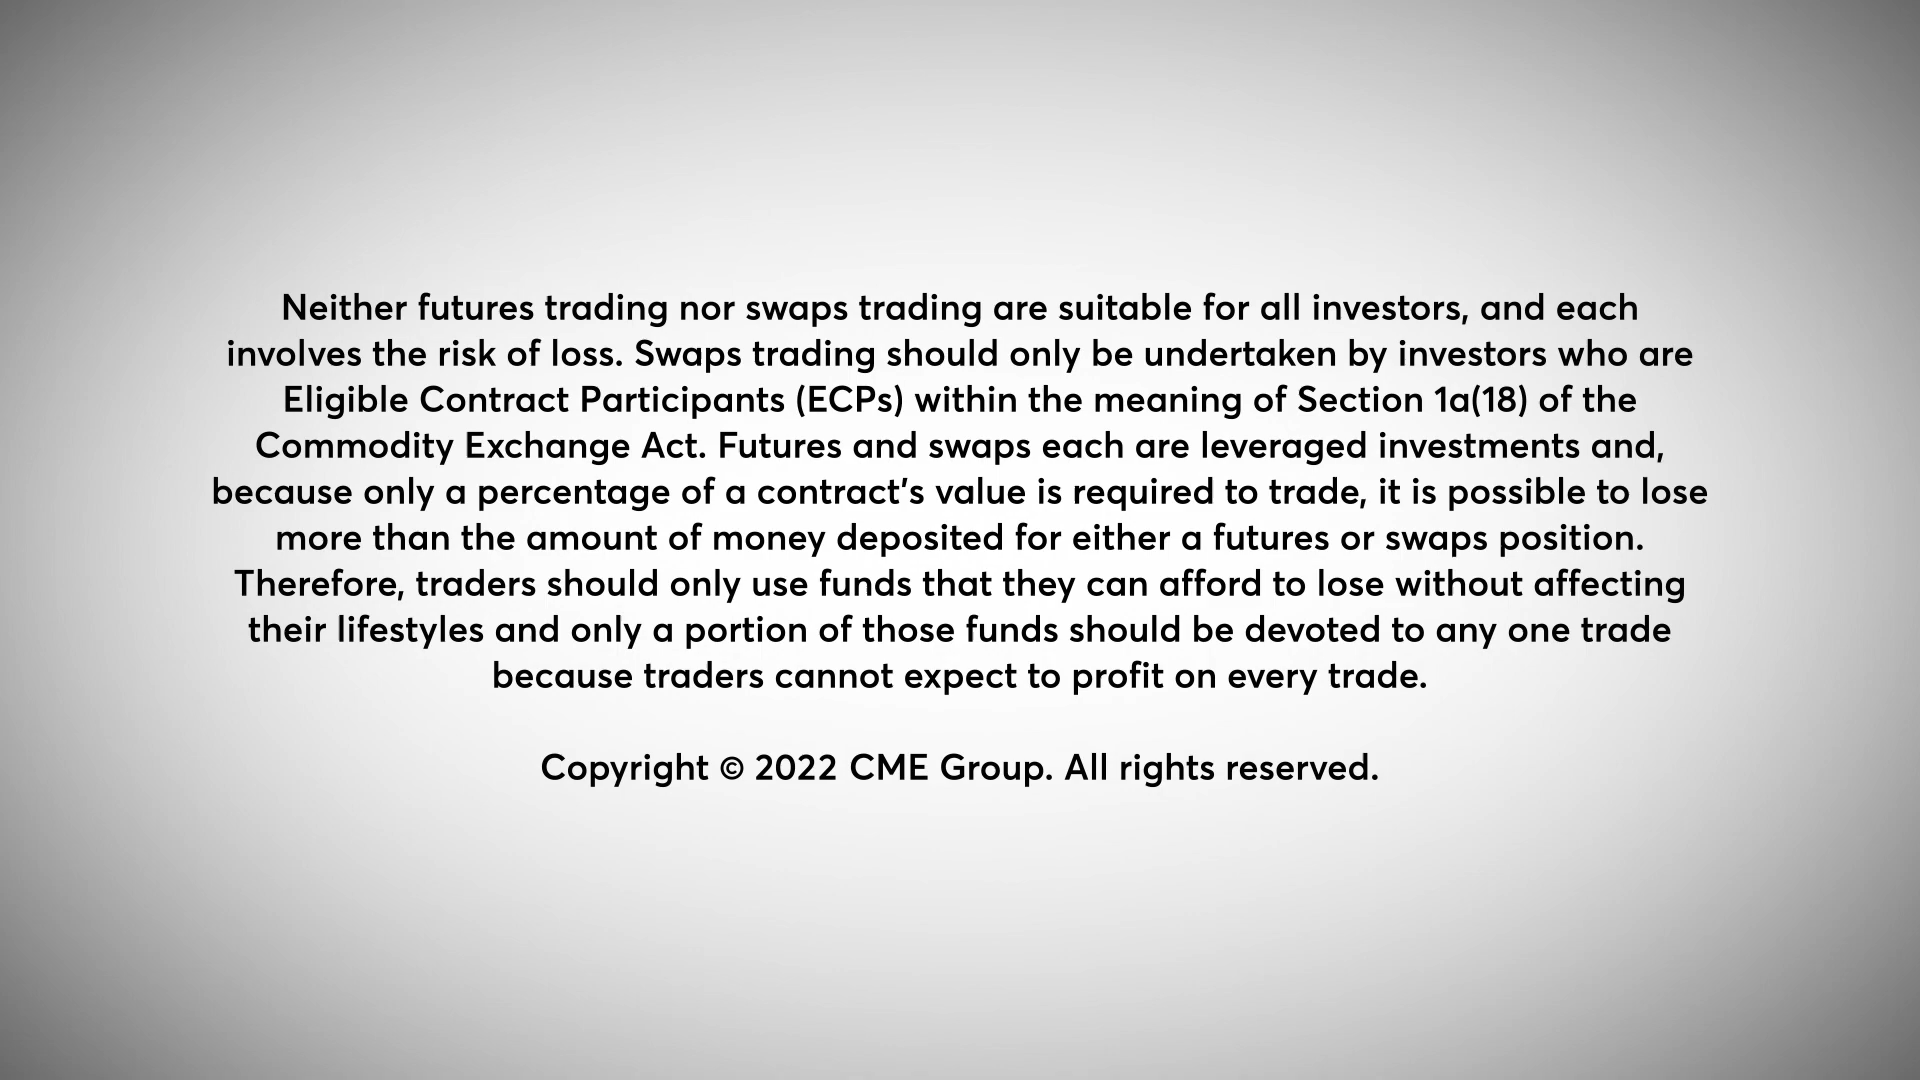 Neither futures trading nor swaps trading are suitable for all investors, and each
involves the risk of loss. Swaps trading should only be undertaken by investors who are
Eligible Contract Participants (ECPs) within the meaning of Section 1a(18) of the
Commodity Exchange Act. Futures and swaps each are leveraged investments and,
because only a percentage of a contract's value is required to trade, it is possible to lose
more than the amount of money deposited for either a futures or swaps position.
Therefore, traders should only use funds that they can afford to lose without affecting
their lifestyles and only a portion of those funds should be devoted to any one trade
because traders cannot expect to profit on every trade.
Copyright © 2022 CME Group. All rights reserved.